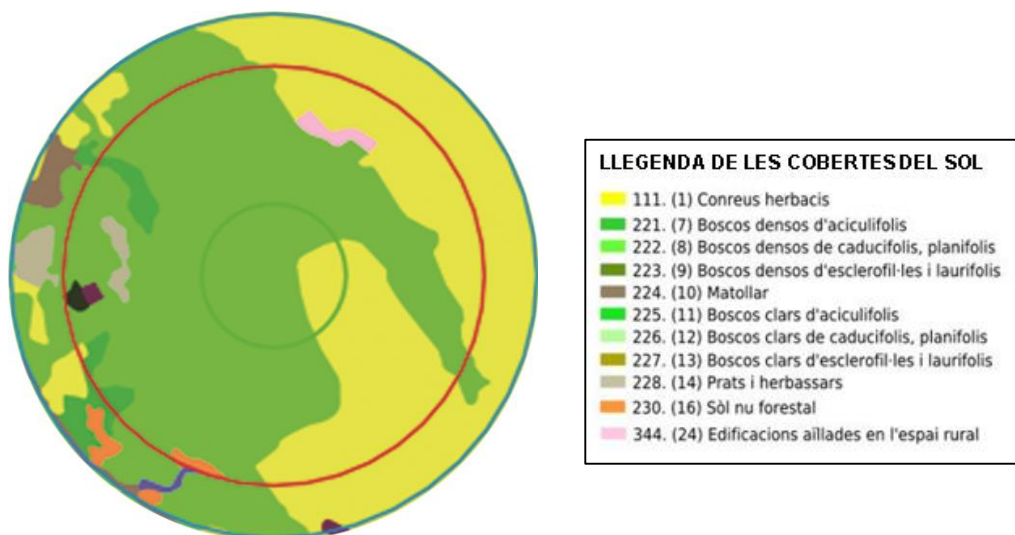 LLEGENDA DE LES COBERTES DEL SOL
111. (1) Conreus herbacis
221. (7) Boscos densos d'aciculifolis
222. (8) Boscos densos de caducifolis, planifolis
223. (9) Boscos densos d'esclerofil·les i laurifolis
224. (10) Matollar
225. (11) Boscos clars d'aciculifolis
226. (12) Boscos clars de caducifolis, planifolis
227. (13) Boscos clars d'esclerofil·les i laurifolis
228. (14) Prats i herbassars
230. (16) Sòl nu forestal
344. (24) Edificacions aïllades en l'espai rural